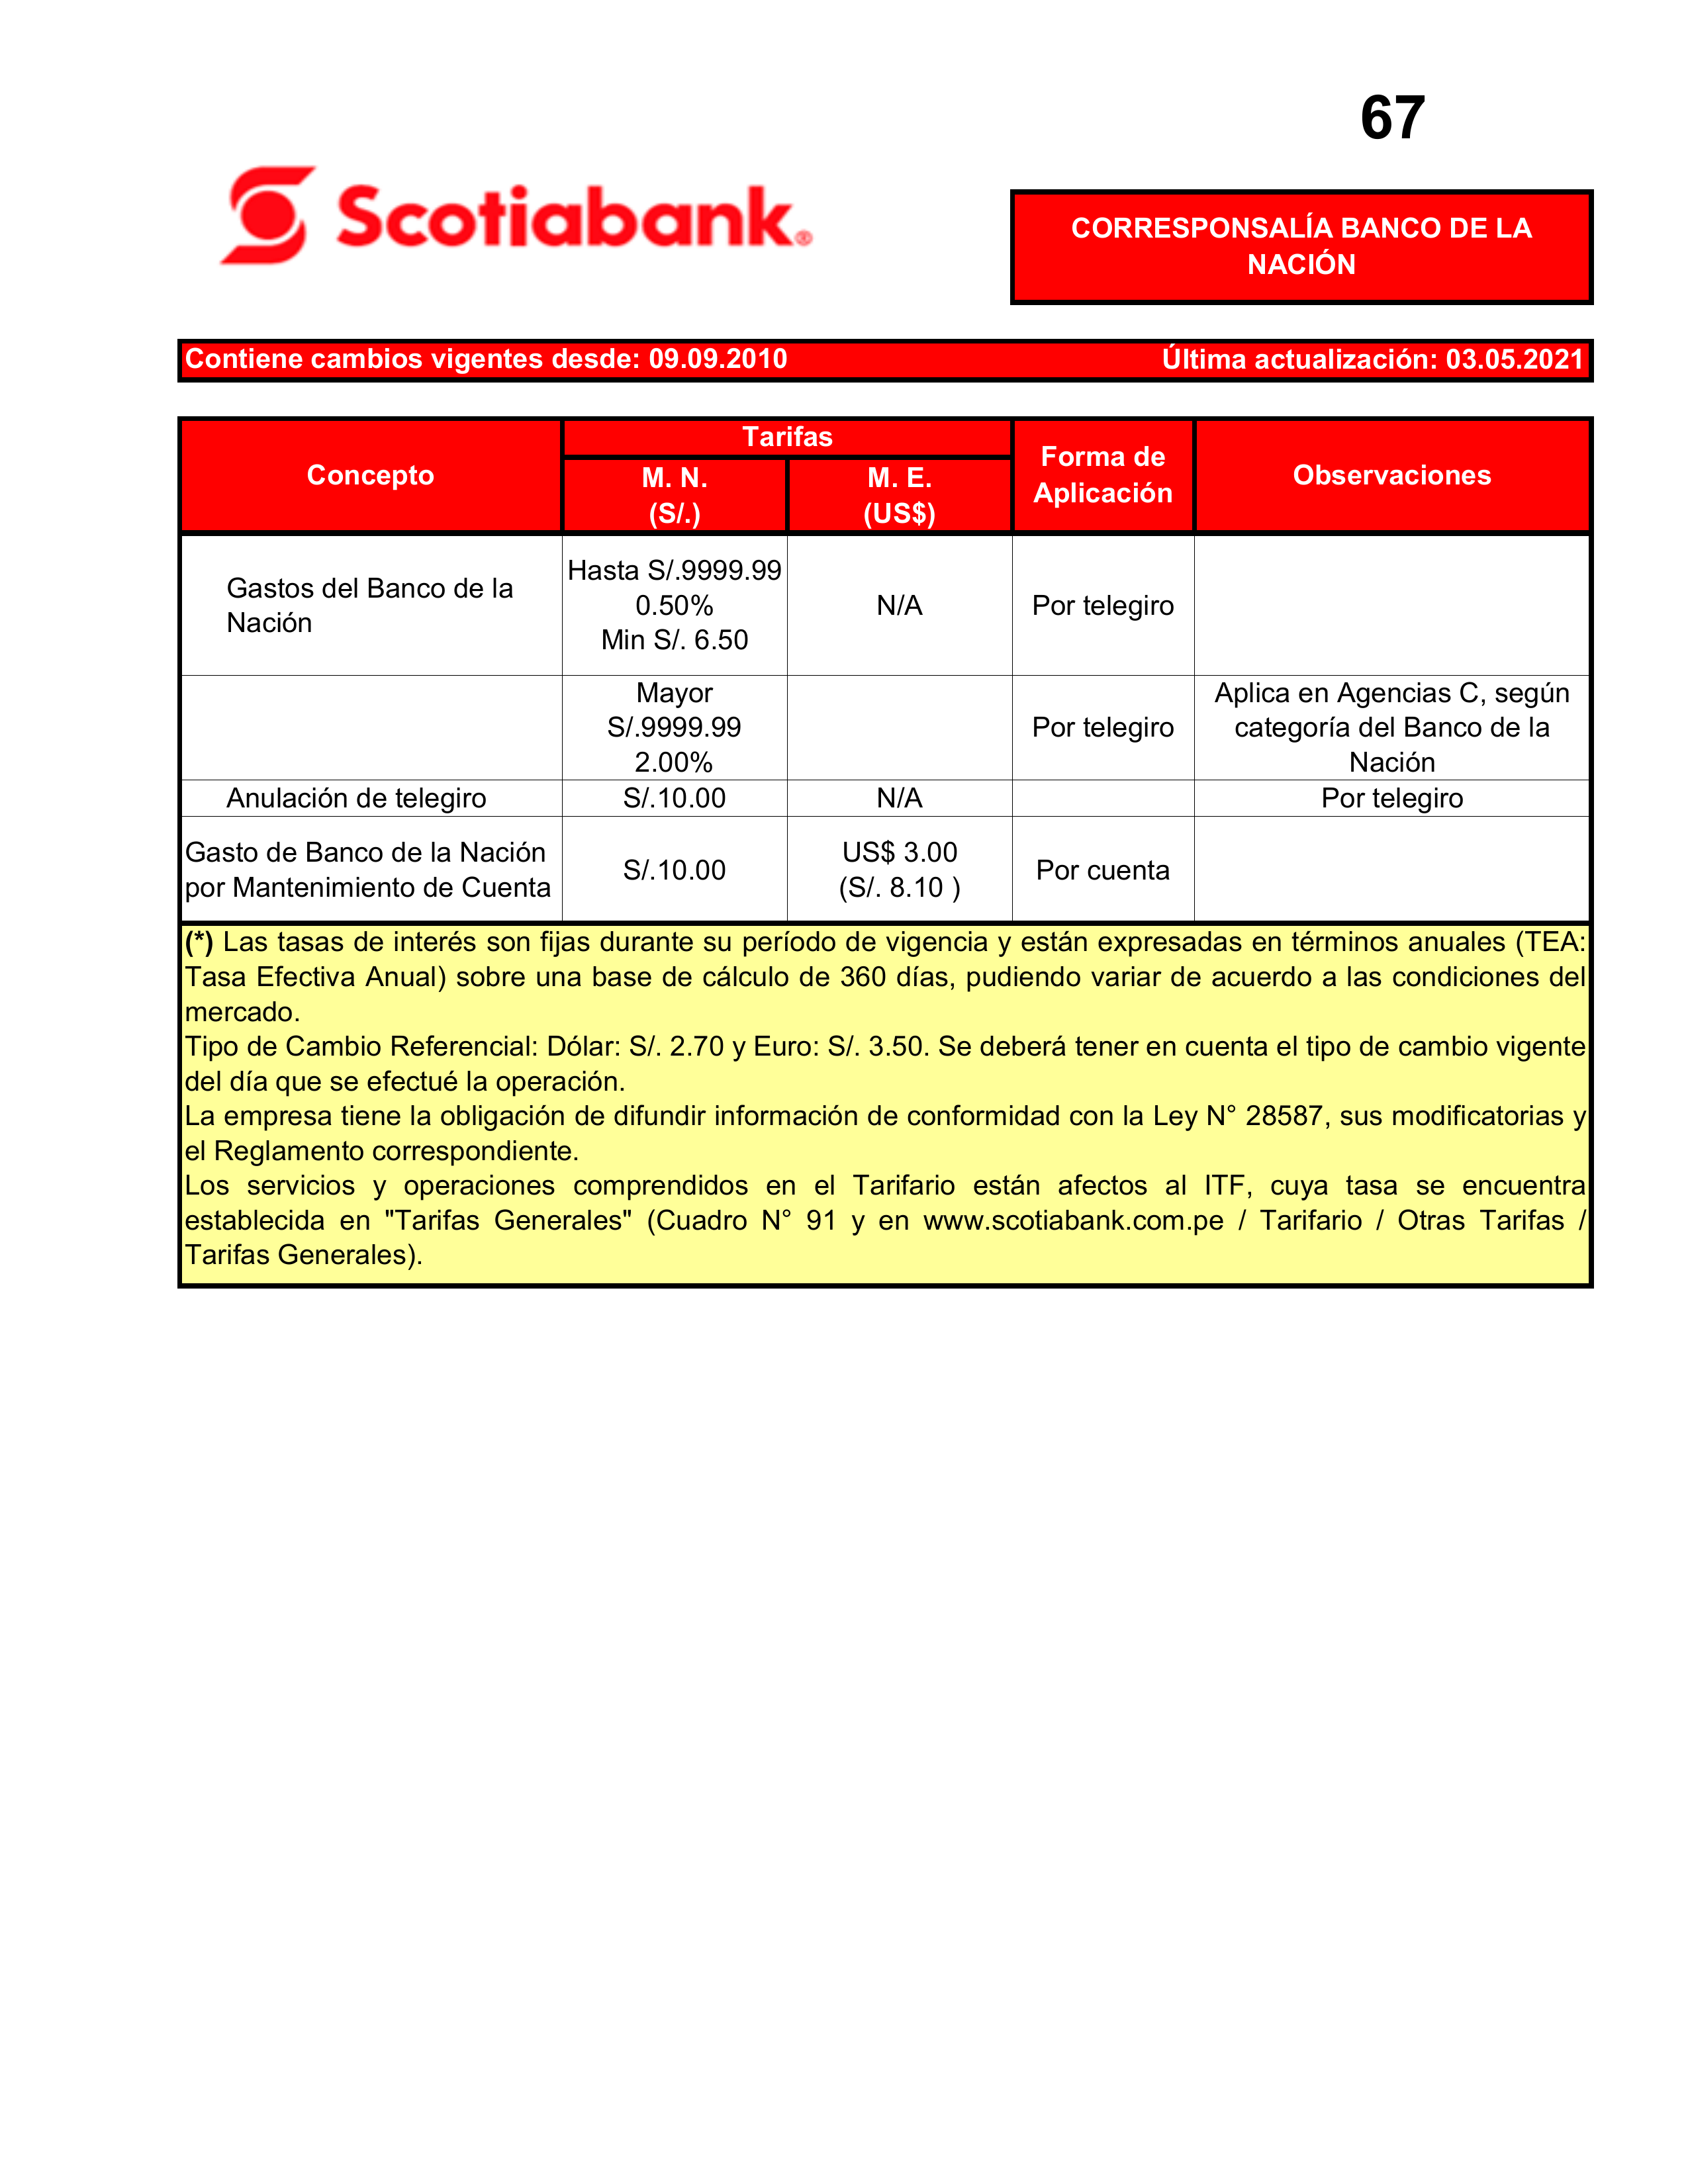 67
Scotiabank®
CORRESPONSALÍA BANCO DE LA
NACIÓN
Contiene cambios vigentes desde: 09.09.2010 Última actualización: 03.05.2021
Concepto
Tarifas
M. N.
(S/.)
M. E.
(US$)
Forma de
Aplicación
Observaciones
Gastos del Banco de la
Nación
Hasta S/.9999.99
0.50%
Min S/. 6.50
N/A
Por telegiro
Mayor
S/.9999.99
2.00%
Por telegiro
Aplica en Agencias C, según
categoría del Banco de la
Nación
Anulación de telegiro
S/.10.00
N/A
Por telegiro
Gasto de Banco de la Nación
por Mantenimiento de Cuenta
S/.10.00
US$ 3.00
(S/. 8.10 )
Por cuenta
(*) Las tasas de interés son fijas durante su período de vigencia y están expresadas en términos anuales (TEA:
Tasa Efectiva Anual) sobre una base de cálculo de 360 días, pudiendo variar de acuerdo a las condiciones del
mercado.
Tipo de Cambio Referencial: Dólar: S/. 2.70 y Euro: S/. 3.50. Se deberá tener en cuenta el tipo de cambio vigente
del día que se efectué la operación.
La empresa tiene la obligación de difundir información de conformidad con la Ley N° 28587, sus modificatorias y
el Reglamento correspondiente.
Los servicios y operaciones comprendidos en el Tarifario están afectos al ITF, cuya tasa se encuentra
establecida en "Tarifas Generales" (Cuadro N° 91 y en www.scotiabank.com.pe / Tarifario / Otras Tarifas /
Tarifas Generales).